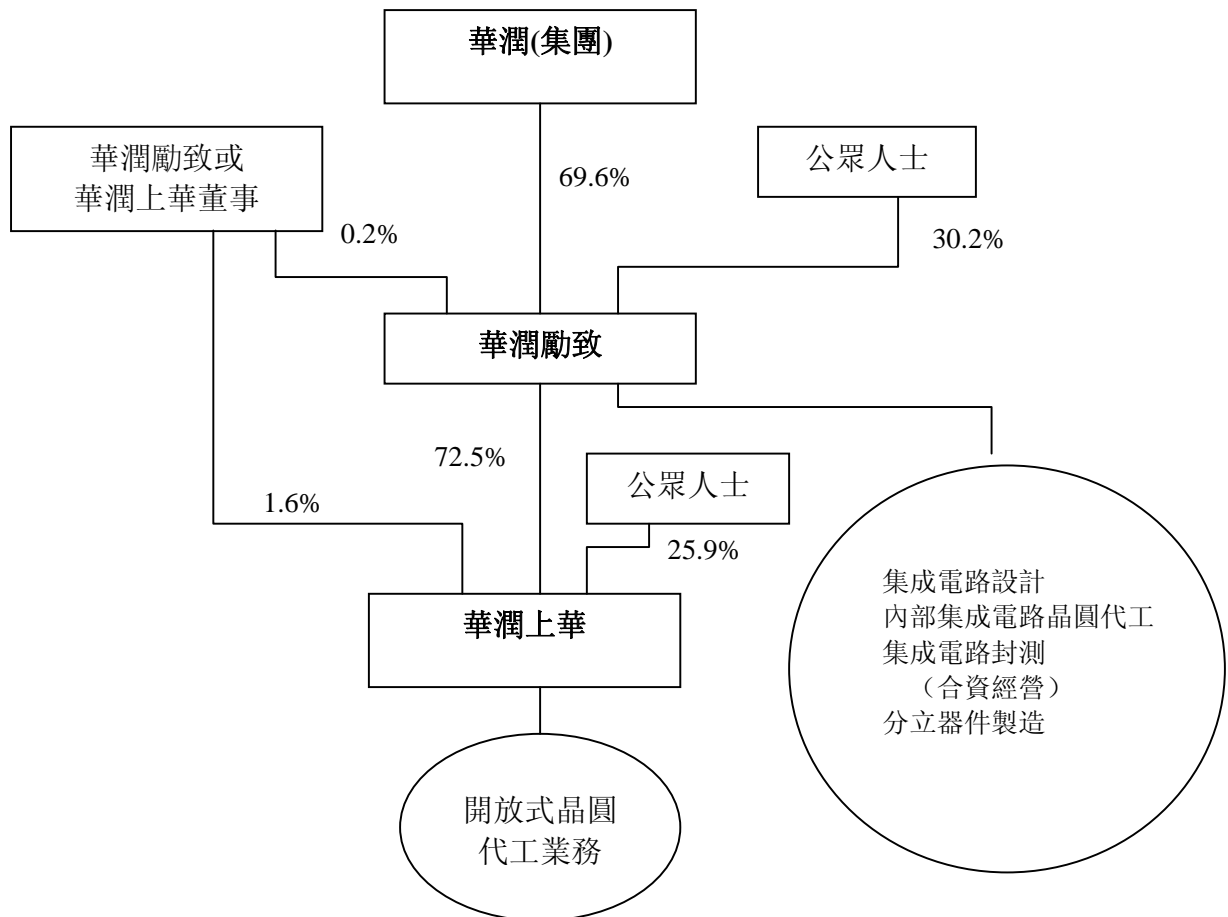 華潤(集團)
華潤勵致或
華潤上華董事
公眾人士
69.6%
0.2%
30.2%
華潤勵致
72.5%
公眾人士
1.6%
25.9%
華潤上華
集成電路設計
內部集成電路晶圓代工
集成電路封測
（合資經營）
分立器件製造
開放式晶圓
代工業務